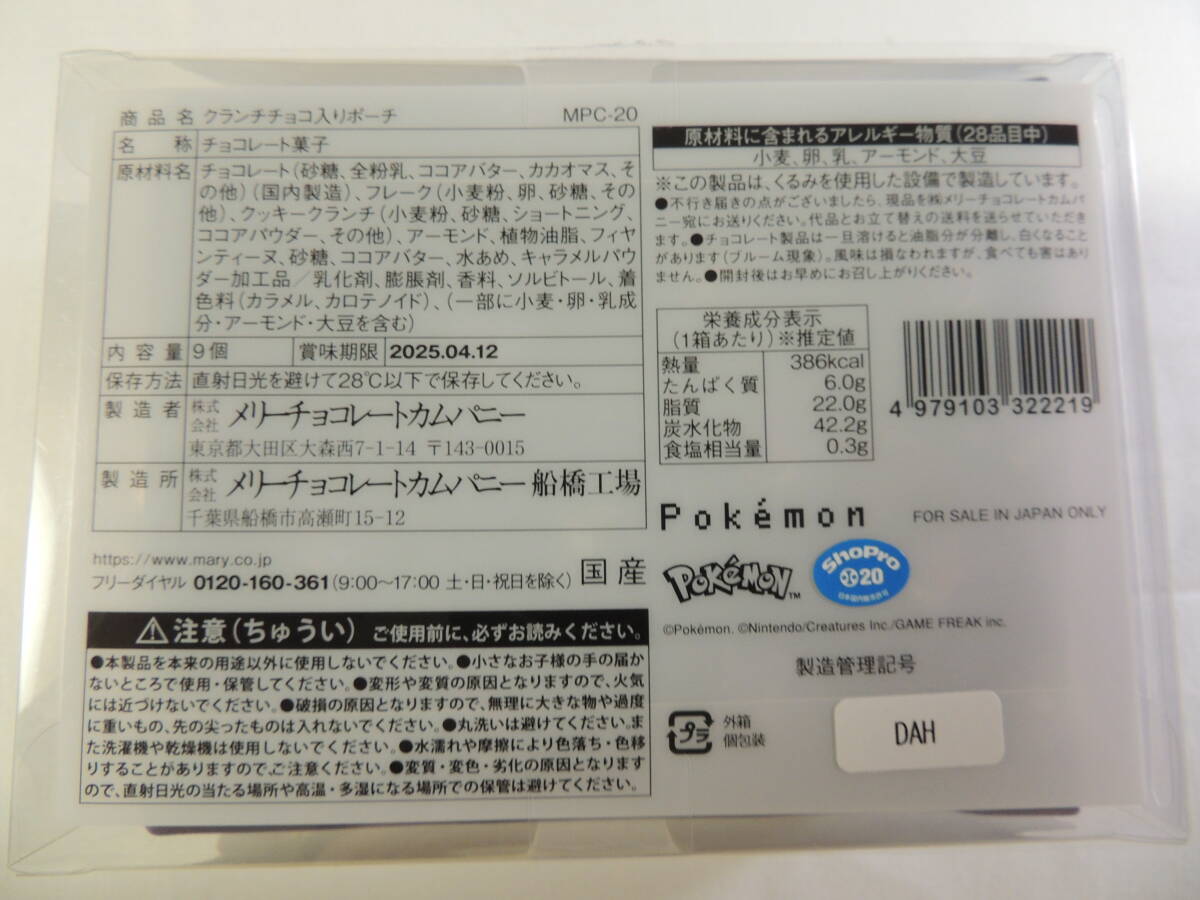 商品名 クランチチョコ入りポーチ MPC-20
名称 チョコレート菓子
原材料名 チョコレート(砂糖、全粉乳、ココアバター、カカオマス、そ
の他)(国内製造)、フレーク(小麦粉、卵、砂糖、その
他)、クッキークランチ(小麦粉、砂糖、ショートニング、
ココアパウダー、その他)、アーモンド、植物油脂、フィヤ
ンティーヌ、砂糖、ココアバター、水あめ、キャラメルパウ
ダー加工品/乳化剤、膨脹剤、香料、ソルビトール、着
色料(カラメル、カロテノイド)、(一部に小麦・卵・乳成
分・アーモンド・大豆を含む)
内容量 9個 賞味期限 2025.04.12
保存方法 直射日光を避けて28℃以下で保存してください。
製造者 株式会社 メリーチョコレートカムパニー
東京都大田区大森西7-1-14 〒143-0015
製造所 株式会社 メリーチョコレートカムパニー 船橋工場
千葉県船橋市高瀬町15-12
https://www.mary.co.jp
フリーダイヤル 0120-160-361(9:00~17:00 土・日・祝日を除く) 国産
⚠注意(ちゅうい) ご使用前に、必ずお読みください。
●本製品を本来の用途以外に使用しないでください。●小さなお子様の手の届か
ないところで使用・保管してください。●変形や変質の原因となりますので、火気
には近づけないでください。●破損の原因となりますので、無理に大きな物や過度
に重いもの、先の尖ったものは入れないでください。●丸洗いは避けてください。ま
た洗濯機や乾燥機は使用しないでください。●水濡れや摩擦により色落ち・色移
りすることがありますので、ご注意ください。●変質・変色・劣化の原因となります
ので、直射日光の当たる場所や高温・多湿になる場所での保管は避けてください。
原材料に含まれるアレルギー物質(28品目中)
小麦、卵、乳、アーモンド、大豆
※この製品は、くるみを使用した設備で製造しています。
●不行き届きの点がございましたら、現品を㈱メリーチョコレートカムパ
ニー宛にお送りください。代品とお立て替えの送料を送らせていただき
ます。●チョコレート製品は一旦溶けると油脂分が分離し、白くなること
があります(ブルーム現象)。風味は損なわれますが、食べても害はあり
ません。●開封後はお早めにお召し上がりください。
栄養成分表示
(1箱あたり)※推定値
熱量 386kcal
たんぱく質 6.0g
脂質 22.0g
炭水化物 42.2g
食塩相当量 0.3g
4 979103 322219
Pokémon FOR SALE IN JAPAN ONLY
POKéMON™ ShoPro
20
日本国内販売許可
©Pokémon. ©Nintendo/Creatures Inc./GAME FREAK inc.
製造管理記号
プラ 外箱
個包装
DAH